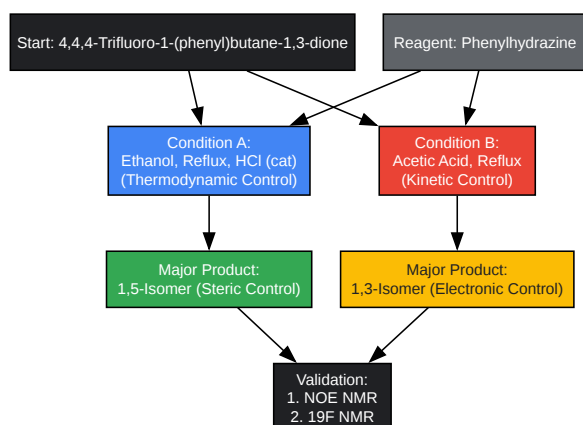 Start: 4,4,4-Trifluoro-1-(phenyl)butane-1,3-dione
Reagent: Phenylhydrazine
Condition A:
Ethanol, Reflux, HCl (cat)
(Thermodynamic Control)
Condition B:
Acetic Acid, Reflux
(Kinetic Control)
Major Product:
1,5-Isomer (Steric Control)
Major Product:
1,3-Isomer (Electronic Control)
Validation:
1. NOE NMR
2. 19F NMR